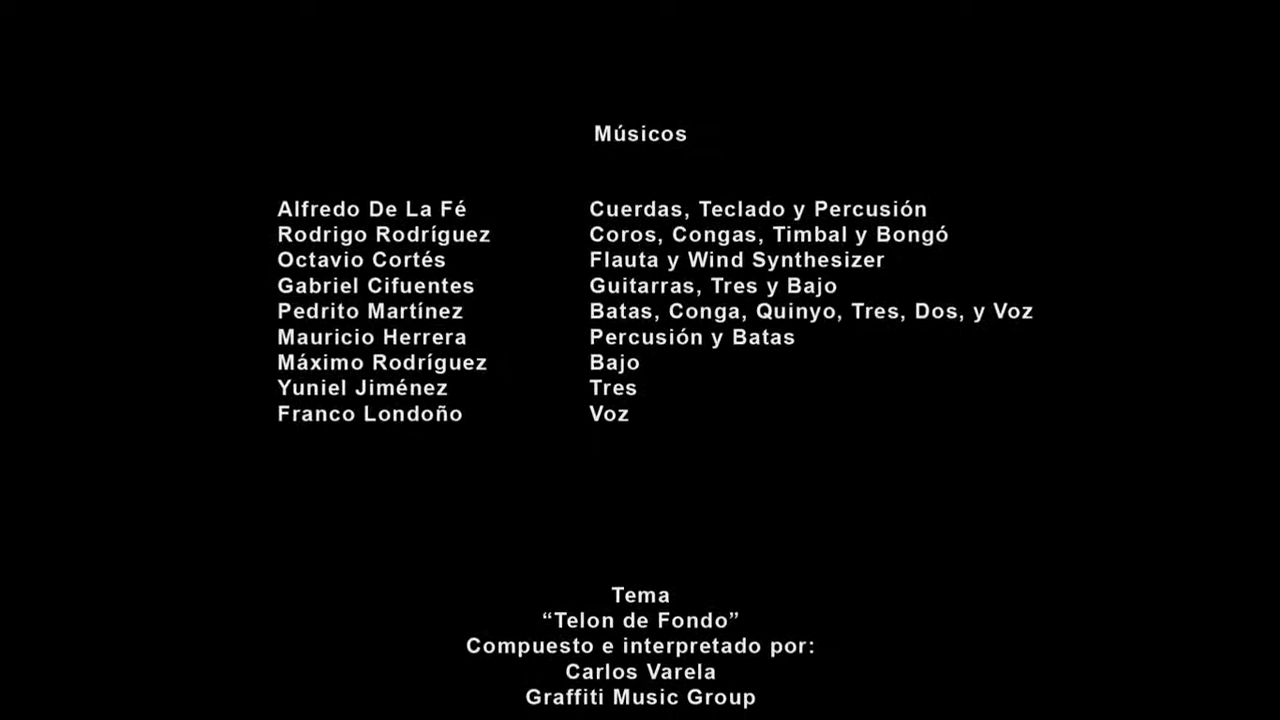 Músicos
Alfredo De La Fé Cuerdas, Teclado y Percusión
Rodrigo Rodríguez Coros, Congas, Timbal y Bongó
Octavio Cortés Flauta y Wind Synthesizer
Gabriel Cifuentes Guitarras, Tres y Bajo
Pedrito Martínez Batas, Conga, Quinyo, Tres, Dos, y Voz
Mauricio Herrera Percusión y Batas
Máximo Rodríguez Bajo
Yuniel Jiménez Tres
Franco Londoño Voz
Tema
“Telon de Fondo”
Compuesto e interpretado por:
Carlos Varela
Graffiti Music Group